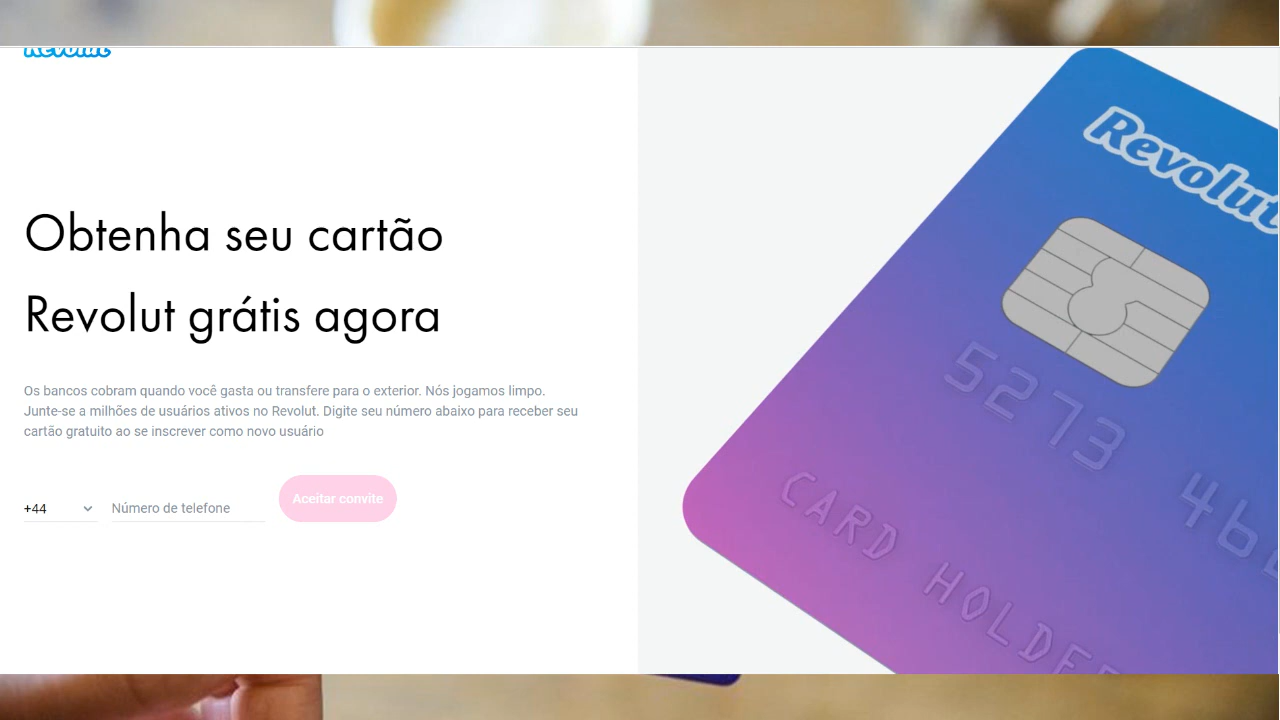 Revolut
Obtenha seu cartão
Revolut grátis agora
Os bancos cobram quando você gasta ou transfere para o exterior. Nós jogamos limpo.
Junte-se a milhões de usuários ativos no Revolut. Digite seu número abaixo para receber seu
cartão gratuito ao se inscrever como novo usuário
+44
Número de telefone
Aceitar convite
Revolut
5273 46
CARD HOLDER